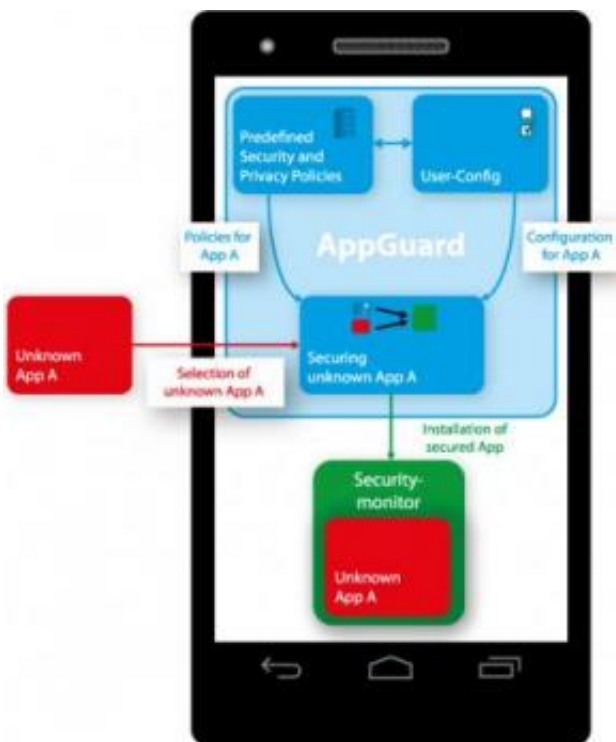 Predefined
Security and
Privacy Policies
User-Config
Policies for
App A
AppGuard
Configuration
for App A
Unknown
App A
Selection of
unknown App A
Securing
unknown App A
Installation of
secured App
Security-
monitor
Unknown
App A